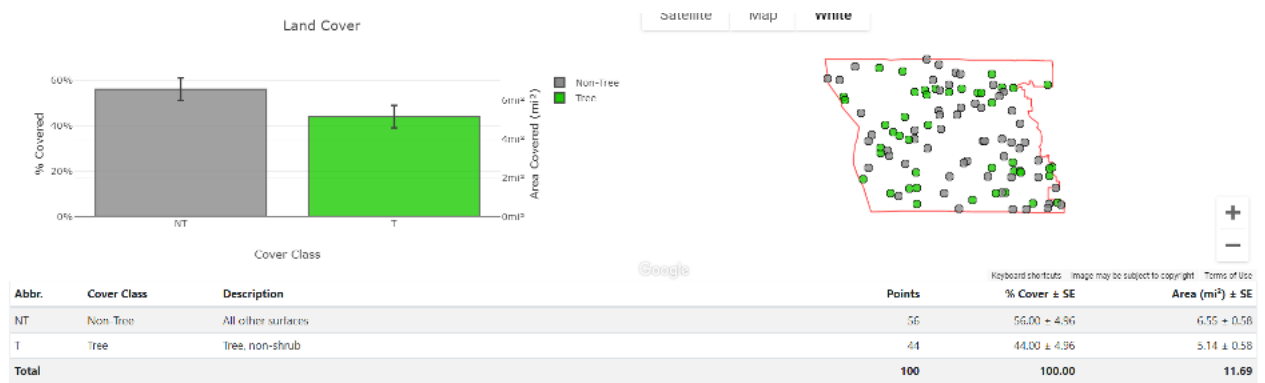 Land Cover
Satellite Map White
60%
40%
20%
0%
% Covered
6mi²
4mi²
2mi²
0mi²
Area Covered (mi²)
NT T
Cover Class
Non-Tree
Tree
Google
Keyboard shortcuts Image may be subject to copyright Terms of Use
Abbr. Cover Class Description Points % Cover ± SE Area (mi²) ± SE
NT Non-Tree All other surfaces 56 56.00 ± 4.96 6.55 ± 0.58
T Tree Tree, non-shrub 44 44.00 ± 4.96 5.14 ± 0.58
Total 100 100.00 11.69